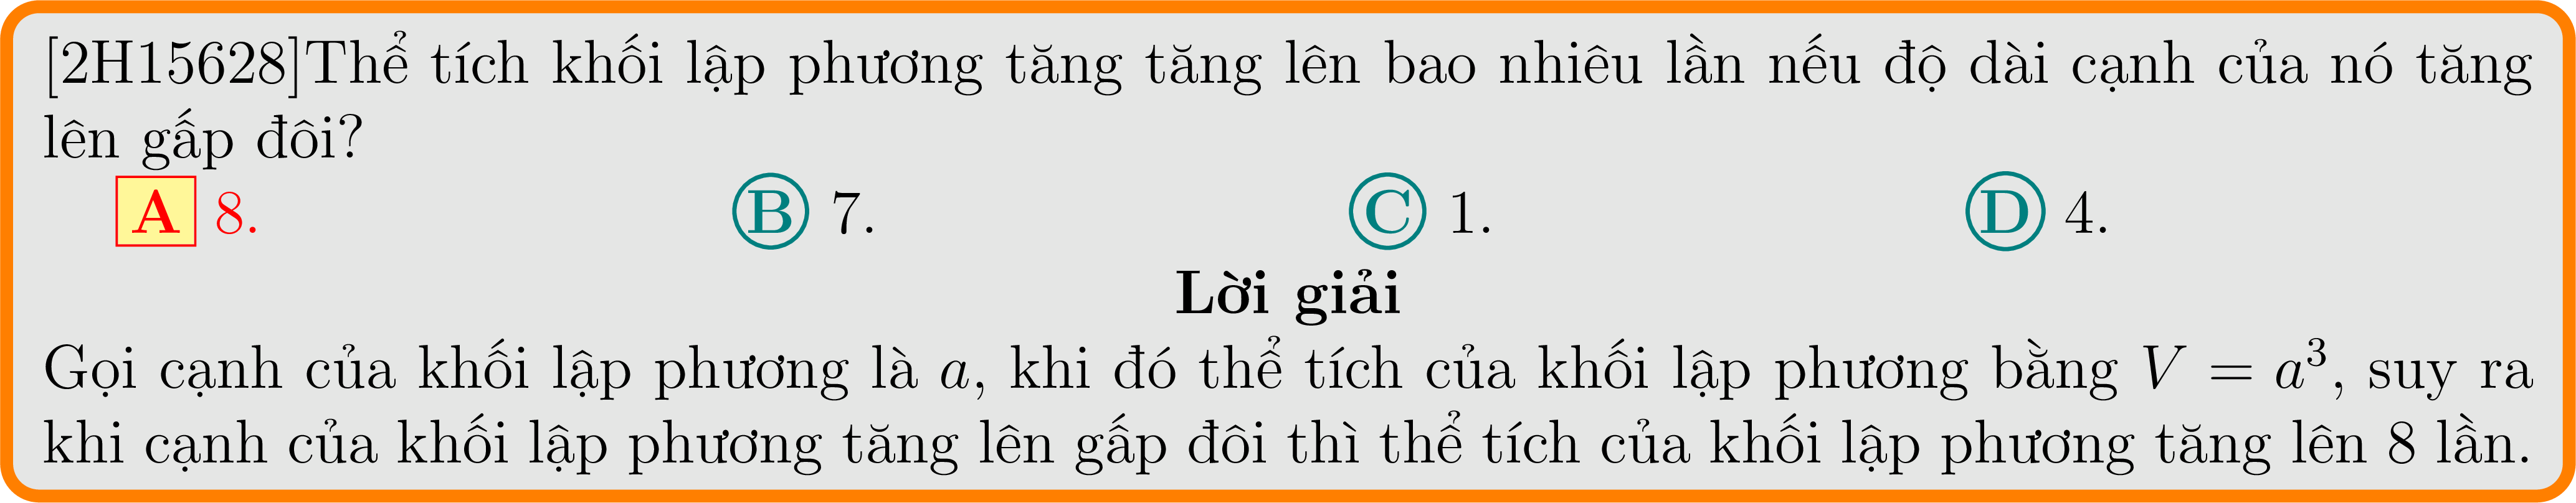 [2H15628]Thể tích khối lập phương tăng tăng lên bao nhiêu lần nếu độ dài cạnh của nó tăng
lên gấp đôi?
A 8. B 7. C 1. D 4.
Lời giải
Gọi cạnh của khối lập phương là a, khi đó thể tích của khối lập phương bằng V = a³, suy ra
khi cạnh của khối lập phương tăng lên gấp đôi thì thể tích của khối lập phương tăng lên 8 lần.